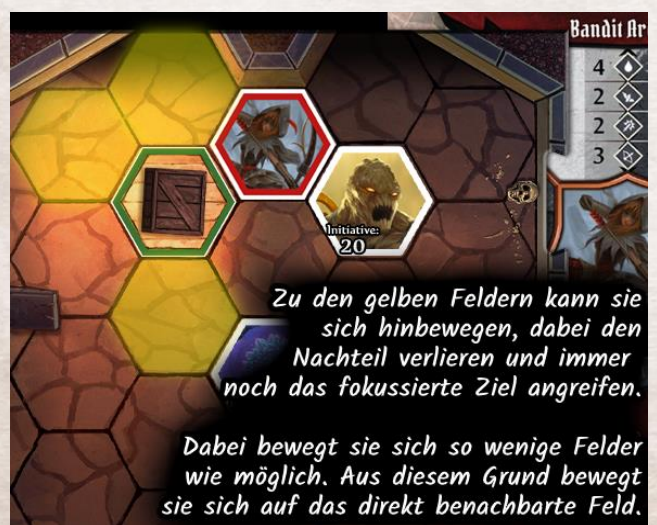 Bandit Ar
4
2
2
3
Initiative:
20
Zu den gelben Feldern kann sie
sich hinbewegen, dabei den
Nachteil verlieren und immer
noch das fokussierte Ziel angreifen.
Dabei bewegt sie sich so wenige Felder
wie möglich. Aus diesem Grund bewegt
sie sich auf das direkt benachbarte Feld.